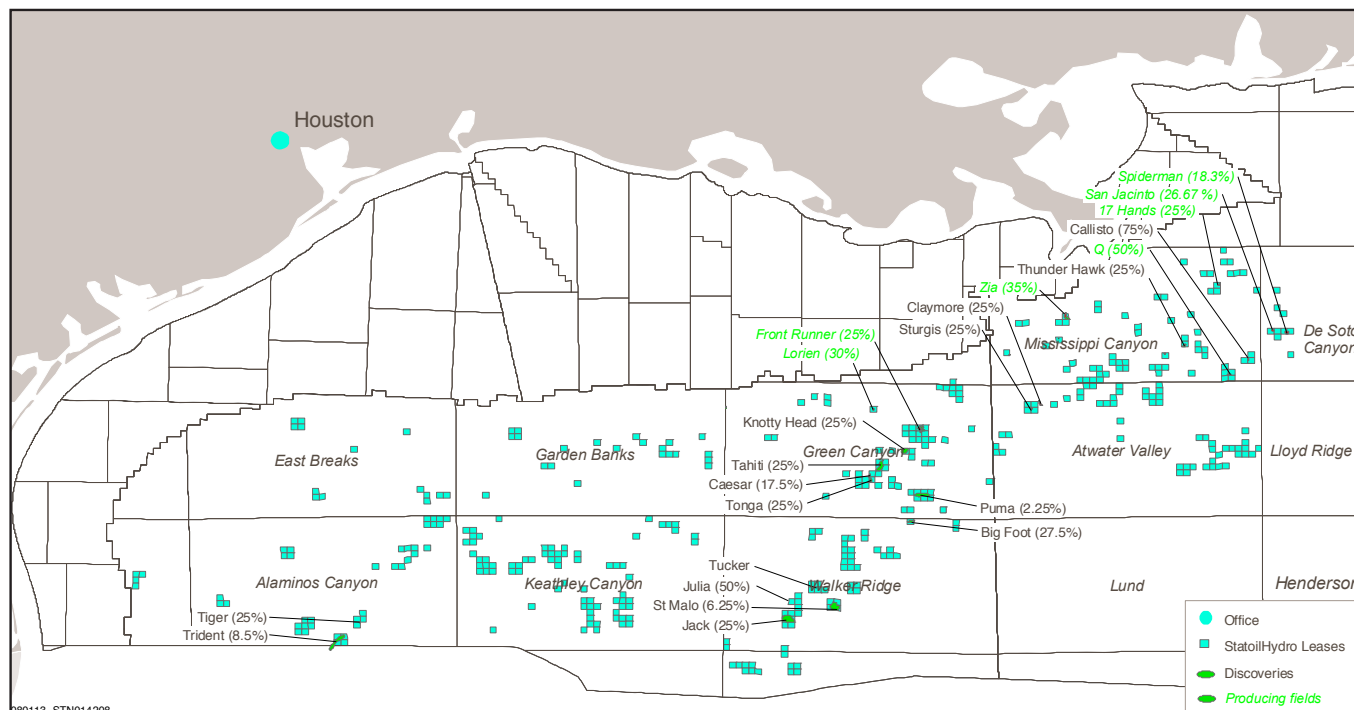 Houston
Spiderman (18.3%)
San Jacinto (26.67 %)
17 Hands (25%)
Callisto (75%)
Q (50%)
Thunder Hawk (25%)
Zia (35%)
Claymore (25%)
Sturgis (25%)
Front Runner (25%)
Lorien (30%)
Mississippi Canyon
De Soto
Canyon
Knotty Head (25%)
Green Canyon
Atwater Valley
Lloyd Ridge
East Breaks
Garden Banks
Tahiti (25%)
Caesar (17.5%)
Tonga (25%)
Puma (2.25%)
Big Foot (27.5%)
Tucker
Alaminos Canyon
Keathley Canyon
Julia (50%)
Walker Ridge
Lund
Henderson
St Malo (6.25%)
Jack (25%)
Tiger (25%)
Trident (8.5%)
Office
StatoilHydro Leases
Discoveries
Producing fields